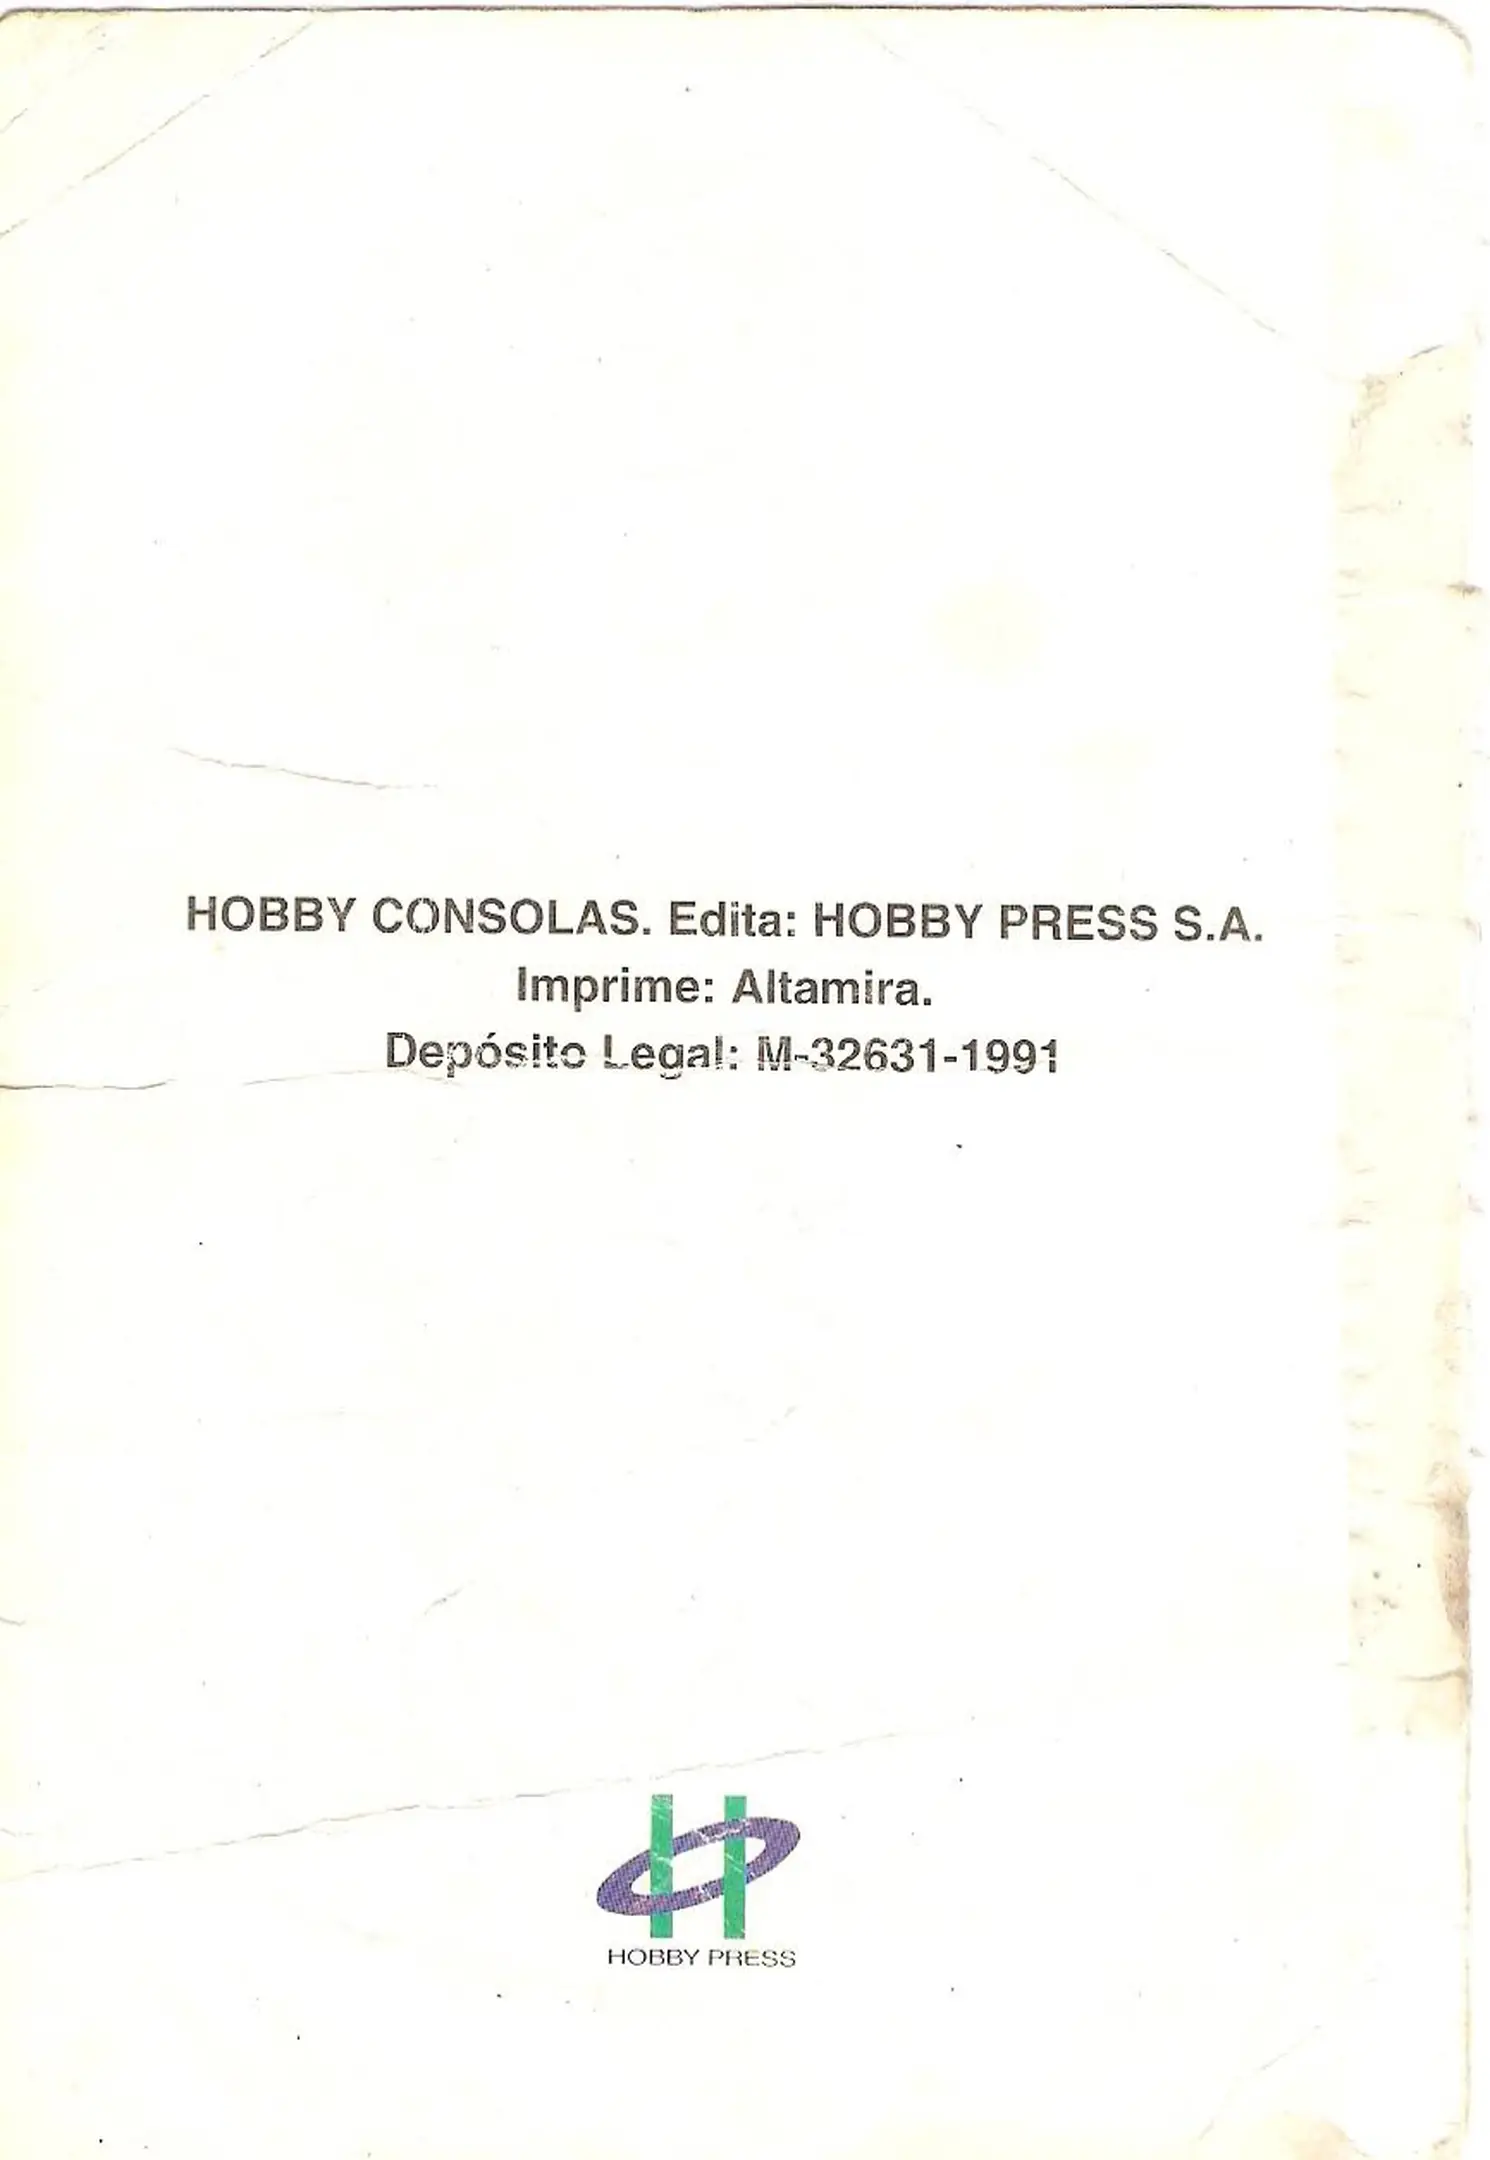 HOBBY CONSOLAS. Edita: HOBBY PRESS S.A.
Imprime: Altamira.
Depósito Legal: M-32631-1991
HOBBY PRESS